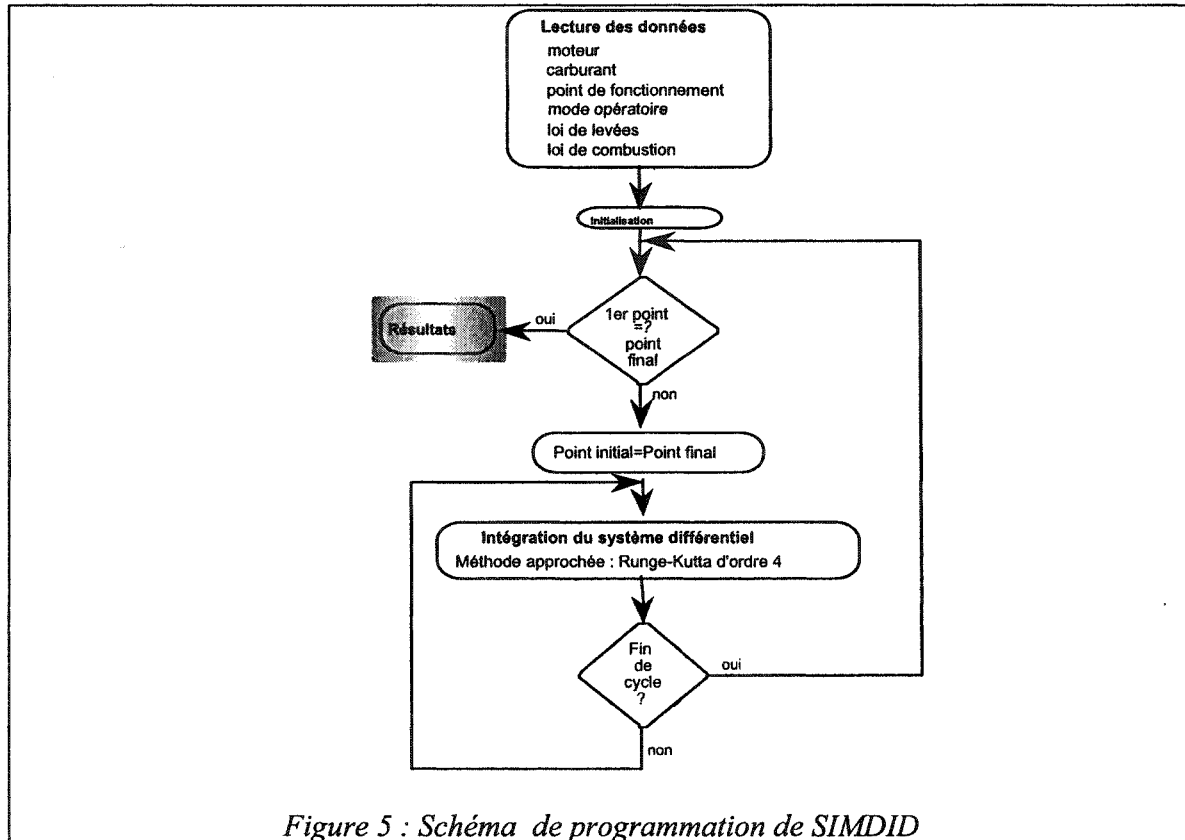 Lecture des données
moteur
carburant
point de fonctionnement
mode opératoire
loi de levées
loi de combustion
Initialisation
1er point
=?
point
final
oui
Résultats
non
Point initial=Point final
Intégration du système différentiel
Méthode approchée : Runge-Kutta d'ordre 4
Fin
de
cycle
?
oui
non
Figure 5 : Schéma de programmation de SIMDID